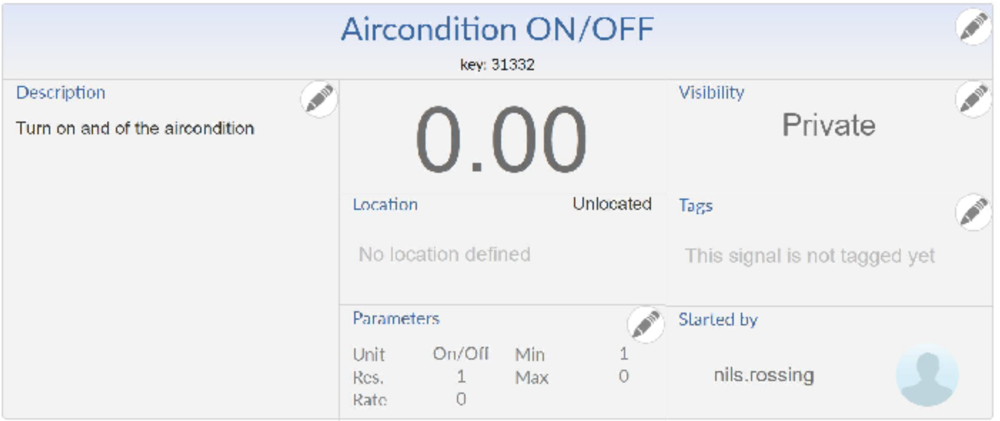 Aircondition ON/OFF
key: 31332
Description
Turn on and of the aircondition
0.00
Visibility
Private
Location Unlocated
No location defined
Tags
This signal is not tagged yet
Parameters
Unit On/Off Min 1
Res. 1 Max 0
Rate 0
Started by
nils.rossing